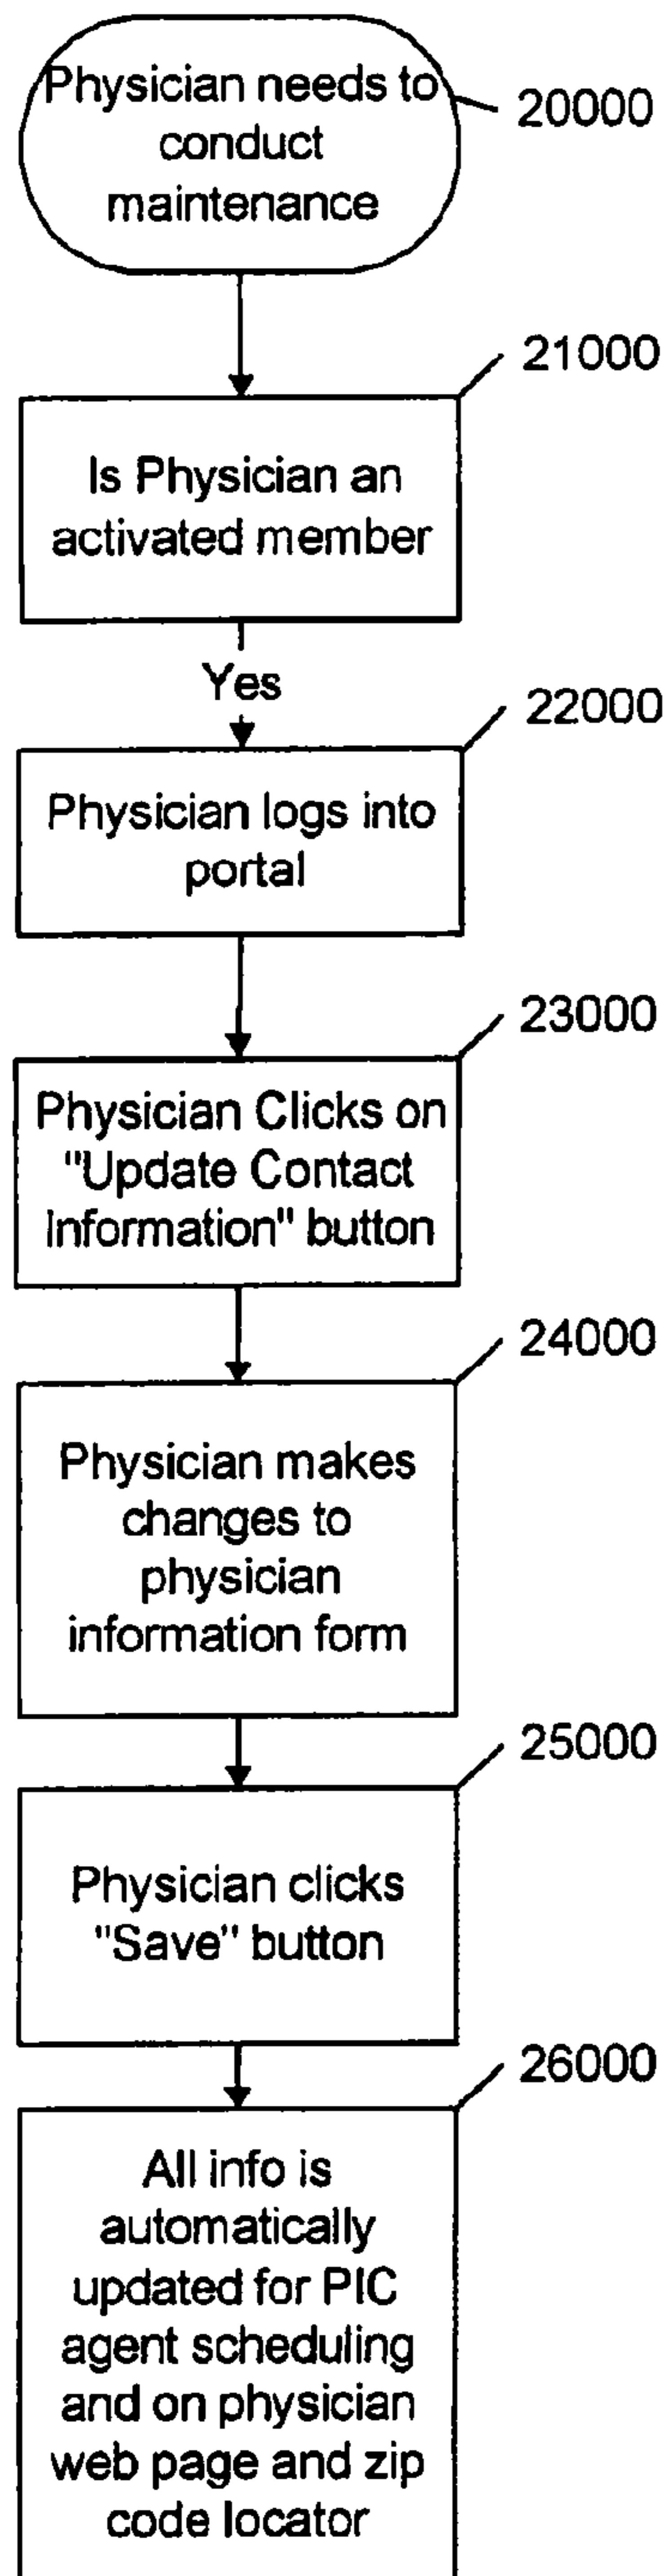 Physician needs to
conduct
maintenance
20000
21000
Is Physician an
activated member
Yes
22000
Physician logs into
portal
23000
Physician Clicks on
"Update Contact
Information" button
24000
Physician makes
changes to
physician
information form
25000
Physician clicks
"Save" button
26000
All info is
automatically
updated for PIC
agent scheduling
and on physician
web page and zip
code locator